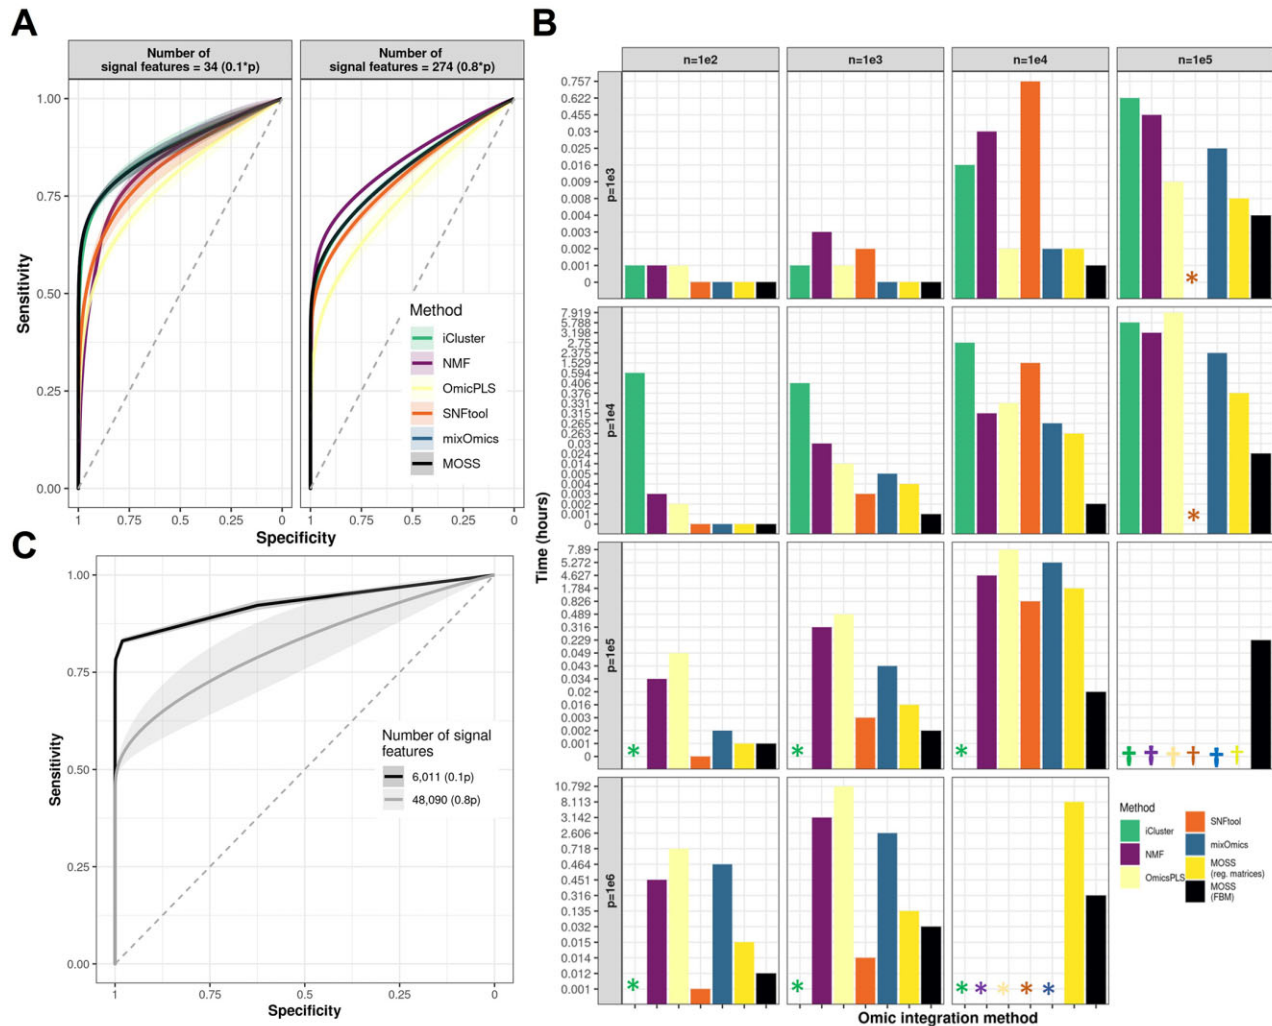 A
Number of
signal features = 34 (0.1*p)
Number of
signal features = 274 (0.8*p)
1.00
0.75
0.50
0.25
0.00
Sensitivity
1
0.75
0.5
0.25
0
1
0.75
0.5
0.25
0
Specificity
Method
iCluster
NMF
OmicPLS
SNFtool
mixOmics
MOSS
B
n=1e2
n=1e3
n=1e4
n=1e5
p=1e3
0.757
0.622
0.455
0.03
0.025
0.016
0.009
0.008
0.004
0.002
0.002
0.001
0
*
p=1e4
7.919
5.788
3.198
2.75
2.375
1.529
0.594
0.406
0.376
0.331
0.315
0.265
0.263
0.03
0.024
0.014
0.005
0.004
0.003
0.002
0.001
0
*
Time (hours)
p=1e5
7.89
5.272
4.627
1.784
0.826
0.489
0.316
0.229
0.049
0.043
0.034
0.02
0.016
0.003
0.002
0.001
0
* * † † † † † †
p=1e6
10.792
8.113
3.142
2.606
0.718
0.464
0.451
0.316
0.135
0.032
0.015
0.014
0.012
0.001
* * * * * * *
Omic integration method
Method
iCluster
NMF
OmicsPLS
SNFtool
mixOmics
MOSS
(reg. matrices)
MOSS
(FBM)
C
1.00
0.75
0.50
0.25
0.00
Sensitivity
1
0.75
0.5
0.25
0
Specificity
Number of signal
features
6,011 (0.1p)
48,090 (0.8p)